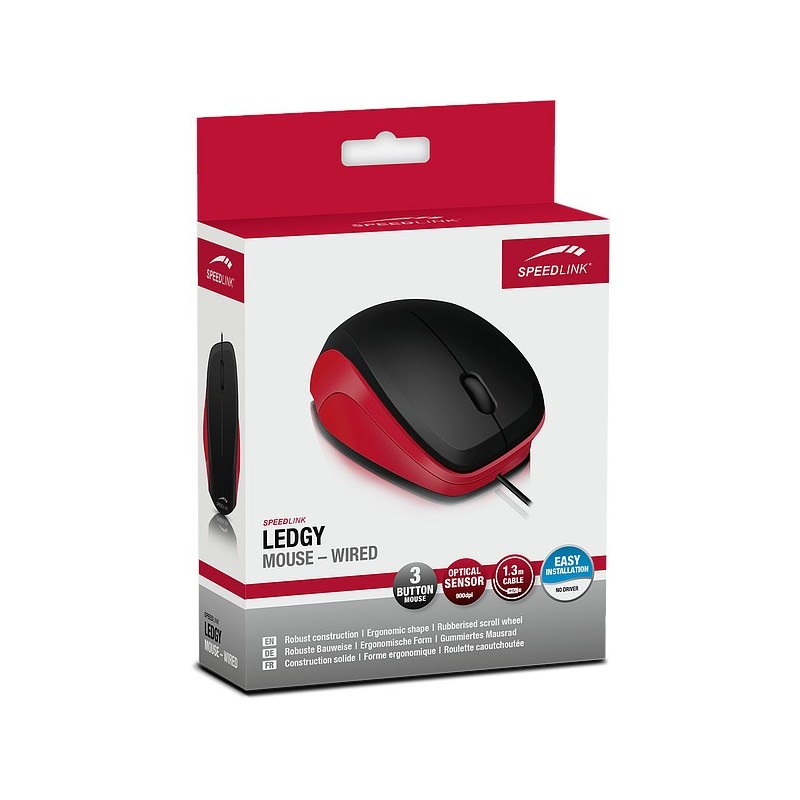 SPEEDLINK
SPEEDLINK®
SPEEDLINK®
SPEEDLINK
LEDGY
MOUSE – WIRED
3
BUTTON
MOUSE
OPTICAL
SENSOR
900dpi
1.3m
CABLE
EASY
INSTALLATION
NO DRIVER
SPEEDLINK
LEDGY
MOUSE – WIRED
EN Robust construction | Ergonomic shape | Rubberised scroll wheel
DE Robuste Bauweise | Ergonomische Form | Gummiertes Mausrad
FR Construction solide | Forme ergonomique | Roulette caoutchoutée